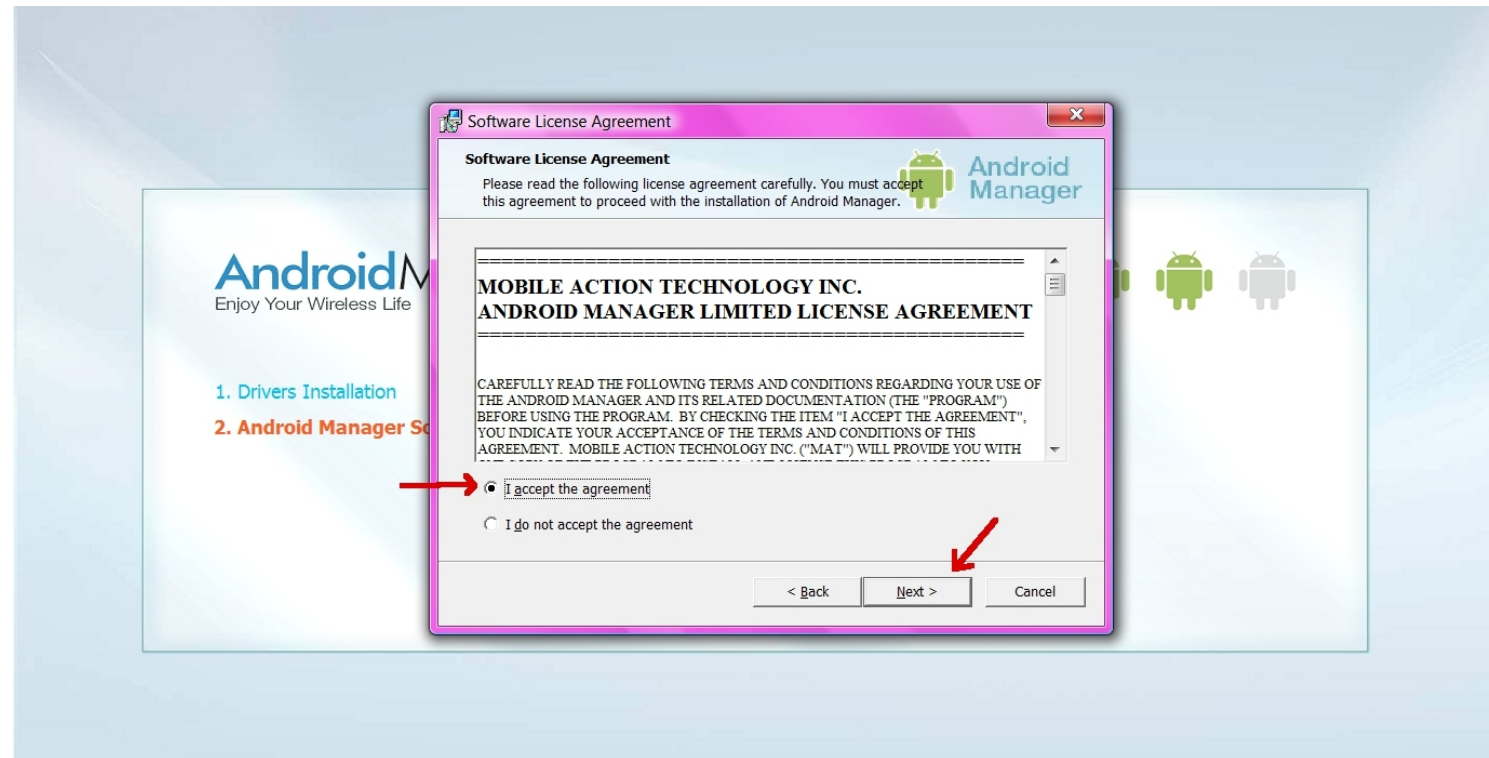 Software License Agreement
Software License Agreement
Please read the following license agreement carefully. You must accept
this agreement to proceed with the installation of Android Manager.
Android
Manager
AndroidM
Enjoy Your Wireless Life
1. Drivers Installation
2. Android Manager So
MOBILE ACTION TECHNOLOGY INC.
ANDROID MANAGER LIMITED LICENSE AGREEMENT
CAREFULLY READ THE FOLLOWING TERMS AND CONDITIONS REGARDING YOUR USE OF
THE ANDROID MANAGER AND ITS RELATED DOCUMENTATION (THE "PROGRAM")
BEFORE USING THE PROGRAM. BY CHECKING THE ITEM "I ACCEPT THE AGREEMENT",
YOU INDICATE YOUR ACCEPTANCE OF THE TERMS AND CONDITIONS OF THIS
AGREEMENT. MOBILE ACTION TECHNOLOGY INC. ("MAT") WILL PROVIDE YOU WITH
I accept the agreement
I do not accept the agreement
< Back
Next >
Cancel